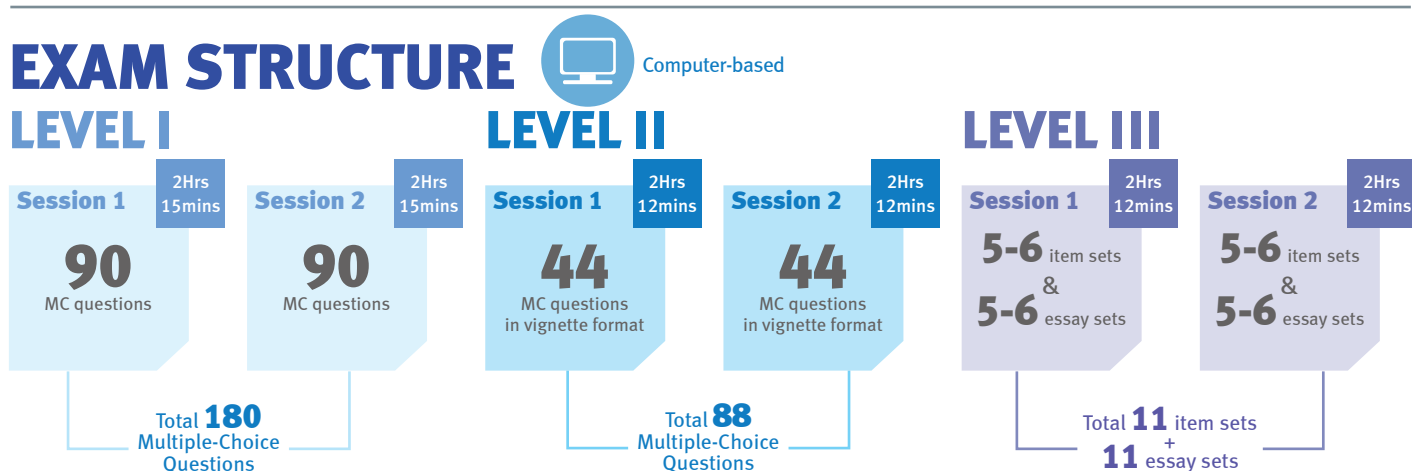 EXAM STRUCTURE
Computer-based
LEVEL I
Session 1
2Hrs
15mins
90
MC questions
Session 2
2Hrs
15mins
90
MC questions
Total 180
Multiple-Choice
Questions
LEVEL II
Session 1
2Hrs
12mins
44
MC questions
in vignette format
Session 2
2Hrs
12mins
44
MC questions
in vignette format
Total 88
Multiple-Choice
Questions
LEVEL III
Session 1
2Hrs
12mins
5-6 item sets
&
5-6 essay sets
Session 2
2Hrs
12mins
5-6 item sets
&
5-6 essay sets
Total 11 item sets
+
11 essay sets